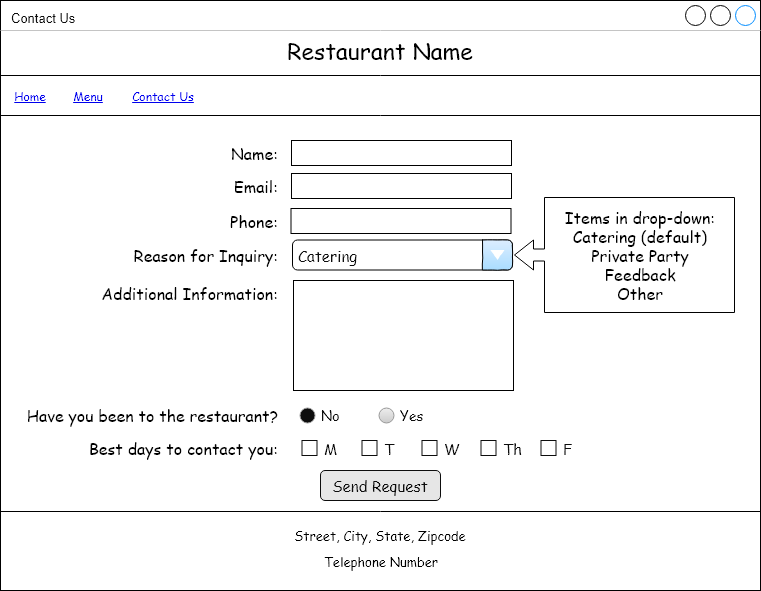 Contact Us
Restaurant Name
Home Menu Contact Us
Name:
Email:
Phone:
Reason for Inquiry: Catering
Items in drop-down:
Catering (default)
Private Party
Feedback
Other
Additional Information:
Have you been to the restaurant? No Yes
Best days to contact you: M T W Th F
Send Request
Street, City, State, Zipcode
Telephone Number